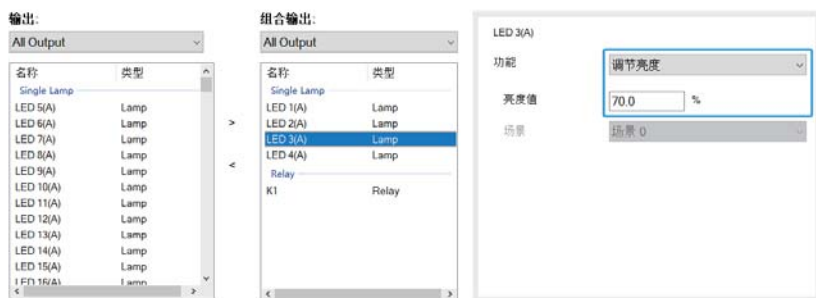 输出:
All Output
名称 类型
Single Lamp
LED 5(A) Lamp
LED 6(A) Lamp
LED 7(A) Lamp
LED 8(A) Lamp
LED 9(A) Lamp
LED 10(A) Lamp
LED 11(A) Lamp
LED 12(A) Lamp
LED 13(A) Lamp
LED 14(A) Lamp
LED 15(A) Lamp
LED 16(A) Lamp
>
<
组合输出:
All Output
名称 类型
Single Lamp
LED 1(A) Lamp
LED 2(A) Lamp
LED 3(A) Lamp
LED 4(A) Lamp
Relay
K1 Relay
LED 3(A)
功能 调节亮度
亮度值 70.0 %
场景 场景 0